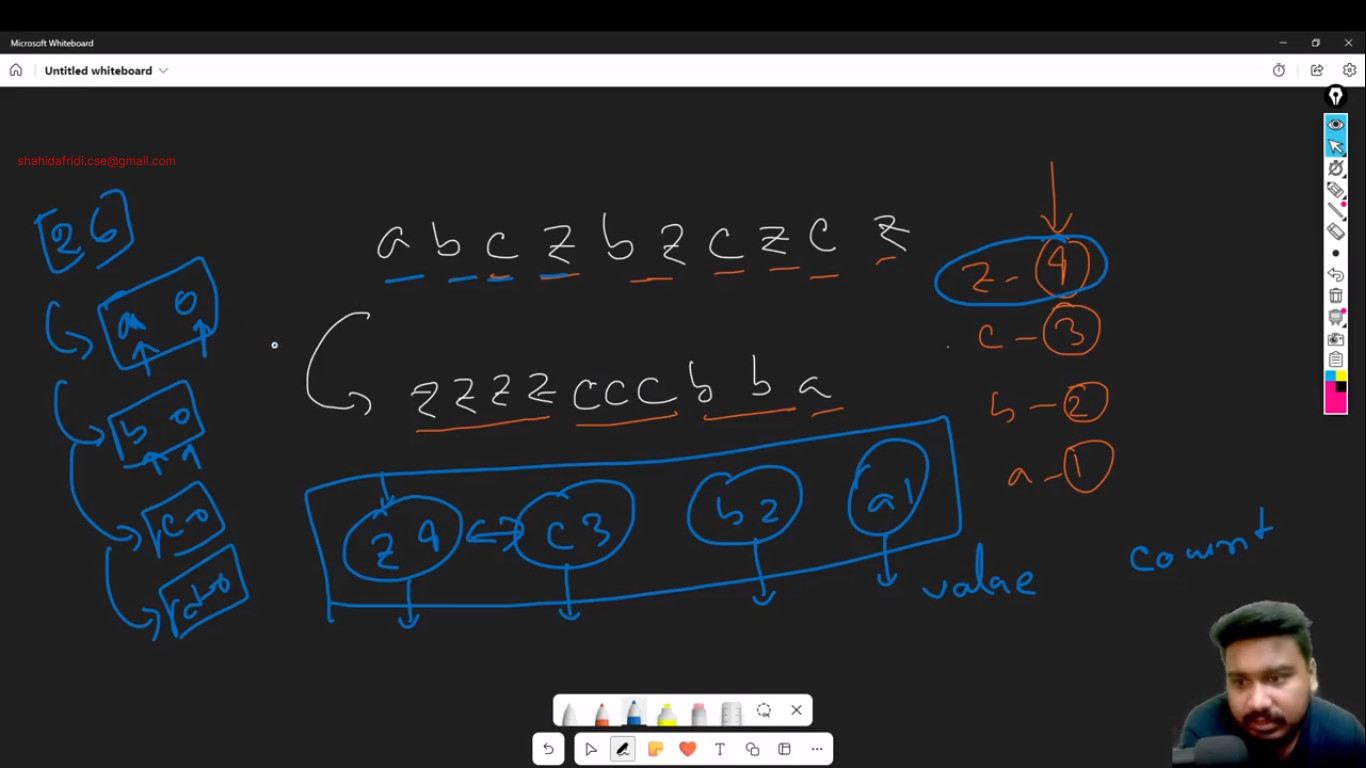 Microsoft Whiteboard
Untitled whiteboard
shahidafridi.cse@gmail.com
26
a b c z b z c z c z
z - 4
a 0
c - 3
z z z z c c c b b a
b - 2
b 0
a - 1
c - 0
z 4 c 3 b 2 a 1
count
d - 0
value
T